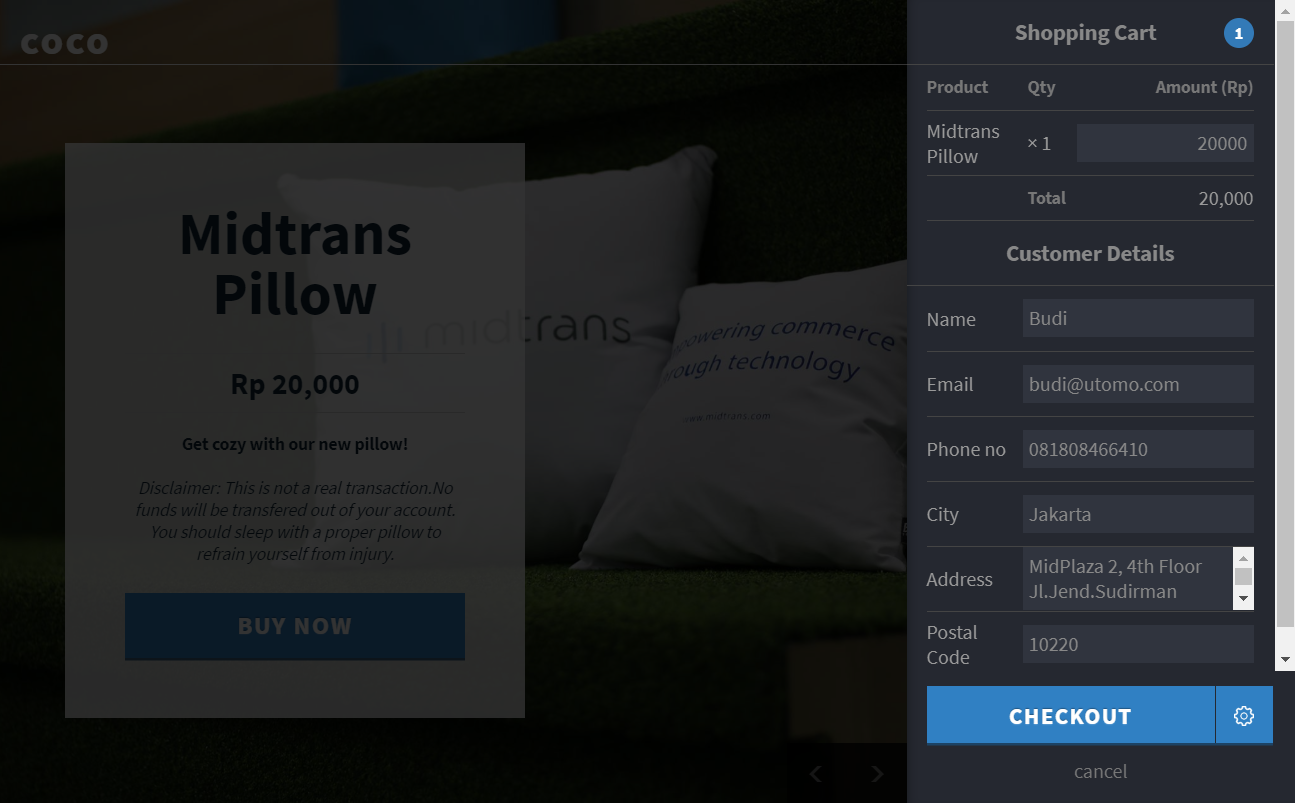 COCO
Midtrans
Pillow
Rp 20,000
Get cozy with our new pillow!
Disclaimer: This is not a real transaction.No
funds will be transfered out of your account.
You should sleep with a proper pillow to
refrain yourself from injury.
BUY NOW
midtrans
commerce
through technology
www.midtrans.com
Shopping Cart 1
Product Qty Amount (Rp)
Midtrans
Pillow × 1 20000
Total 20,000
Customer Details
Name Budi
Email budi@utomo.com
Phone no 081808466410
City Jakarta
Address MidPlaza 2, 4th Floor
Jl.Jend.Sudirman
Postal
Code 10220
CHECKOUT
cancel